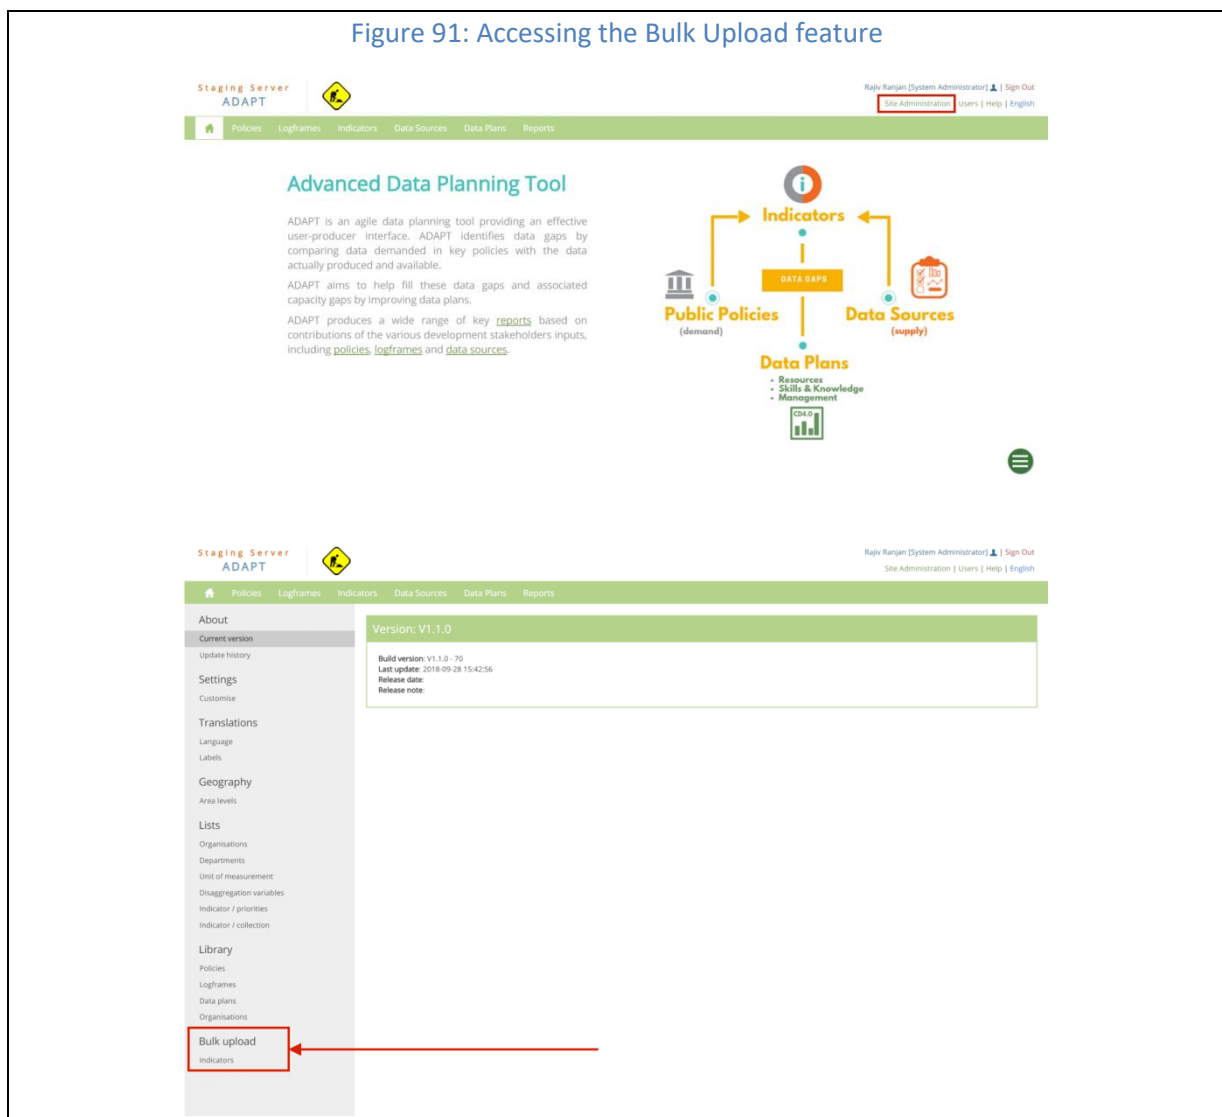 Figure 91: Accessing the Bulk Upload feature
Staging Server
ADAPT
Rajiv Ranjan [System Administrator] | Sign Out
Site Administration | Users | Help | English
Policies Logframes Indicators Data Sources Data Plans Reports
Advanced Data Planning Tool
ADAPT is an agile data planning tool providing an effective
user-producer interface. ADAPT identifies data gaps by
comparing data demanded in key policies with the data
actually produced and available.
ADAPT aims to help fill these data gaps and associated
capacity gaps by improving data plans.
ADAPT produces a wide range of key reports based on
contributions of the various development stakeholders inputs,
including policies, logframes and data sources.
i
Indicators
DATA GAPS
Public Policies
(demand)
Data Sources
(supply)
Data Plans
• Resources
• Skills & Knowledge
• Management
CD4.0
Staging Server
ADAPT
Rajiv Ranjan [System Administrator] | Sign Out
Site Administration | Users | Help | English
Policies Logframes Indicators Data Sources Data Plans Reports
About
Current version
Update history
Settings
Customise
Translations
Language
Labels
Geography
Area levels
Lists
Organisations
Departments
Unit of measurement
Disaggregation variables
Indicator / priorities
Indicator / collection
Library
Policies
Logframes
Data plans
Organisations
Bulk upload
Indicators
Version: V1.1.0
Build version: V1.1.0 - 70
Last update: 2018-09-28 15:42:56
Release date:
Release note: